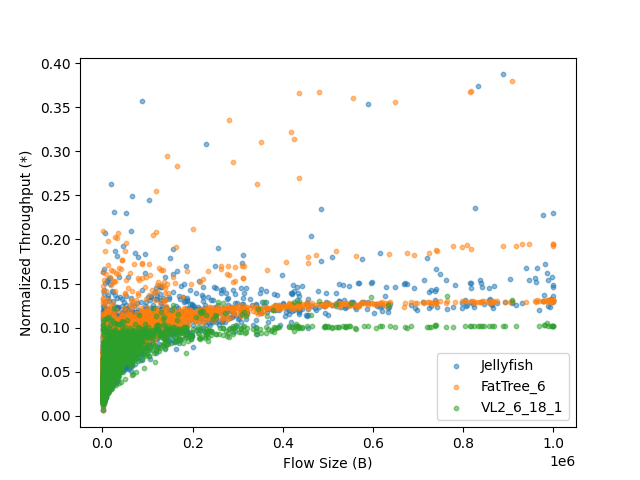 0.40
0.35
0.30
0.25
0.20
0.15
0.10
0.05
0.00
Normalized Throughput (*)
Jellyfish
FatTree_6
VL2_6_18_1
0.0 0.2 0.4 0.6 0.8 1.0
1e6
Flow Size (B)